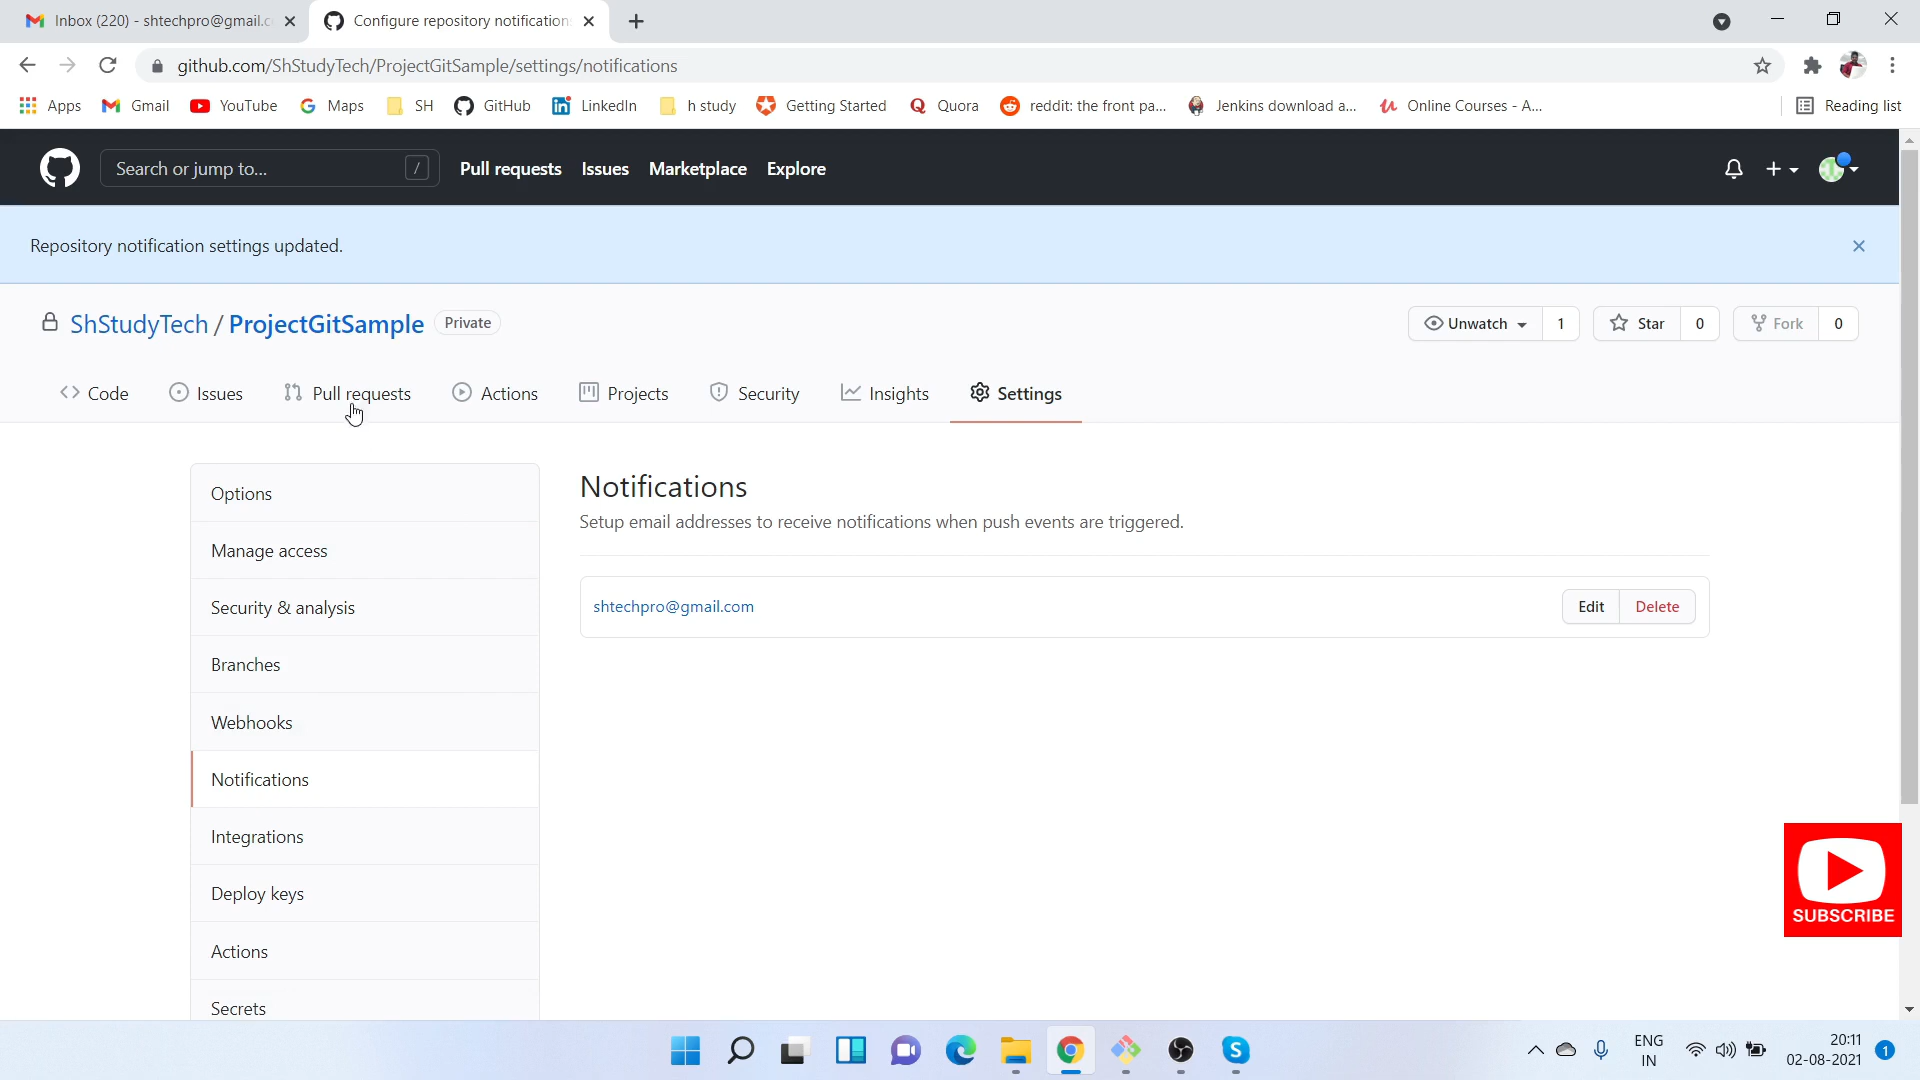 Inbox (220) - shtechpro@gmail.c
Configure repository notification
github.com/ShStudyTech/ProjectGitSample/settings/notifications
Apps Gmail YouTube Maps SH GitHub LinkedIn h study Getting Started Quora reddit: the front pa... Jenkins download a... Online Courses - A... Reading list
Search or jump to... / Pull requests Issues Marketplace Explore
Repository notification settings updated.
ShStudyTech / ProjectGitSample Private Unwatch 1 Star 0 Fork 0
Code Issues Pull requests Actions Projects Security Insights Settings
Options
Manage access
Security & analysis
Branches
Webhooks
Notifications
Integrations
Deploy keys
Actions
Secrets
Notifications
Setup email addresses to receive notifications when push events are triggered.
shtechpro@gmail.com Edit Delete
SUBSCRIBE
ENG
IN
20:11
02-08-2021
1